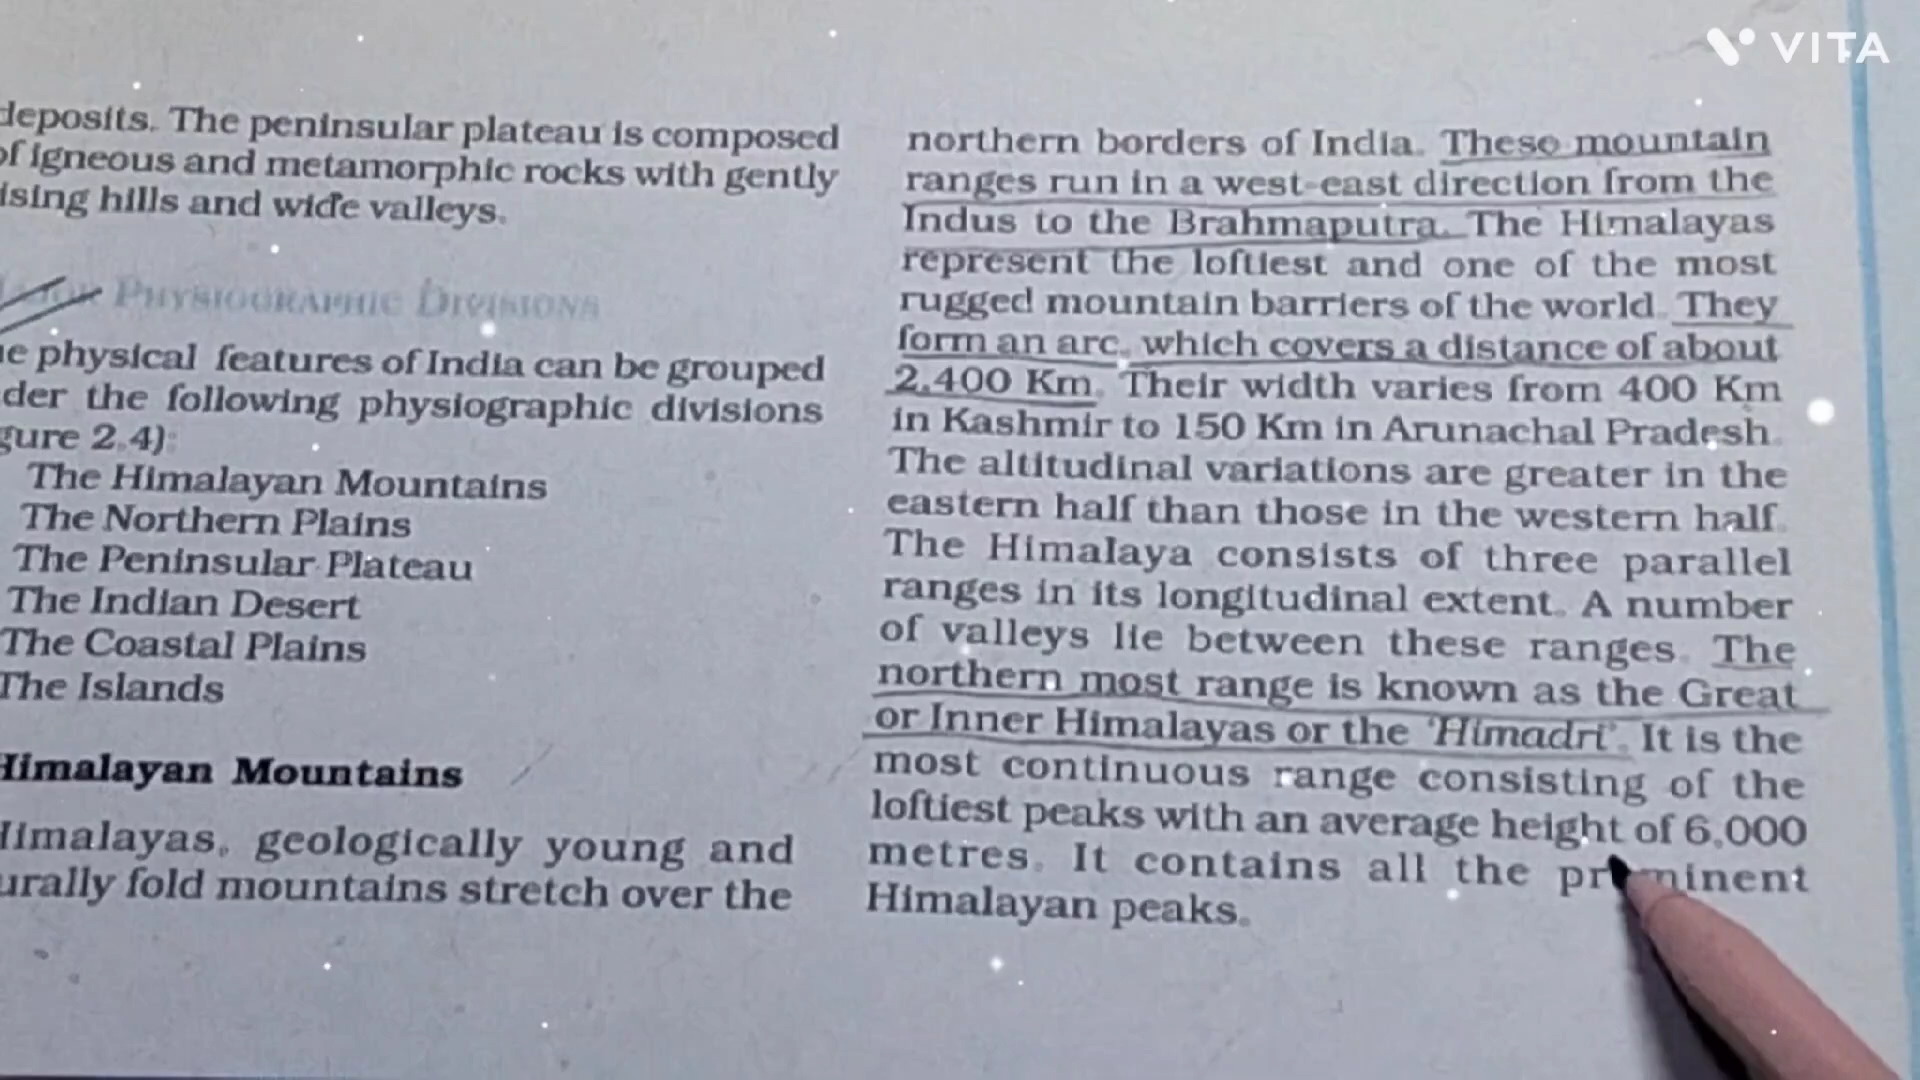 VITA
deposits. The peninsular plateau is composed
of igneous and metamorphic rocks with gently
ising hills and wide valleys.
PHYSIOGRAPHIC DIVISIONS
e physical features of India can be grouped
der the following physiographic divisions
gure 2.4):
The Himalayan Mountains
The Northern Plains
The Peninsular Plateau
The Indian Desert
The Coastal Plains
The Islands
Himalayan Mountains
Himalayas, geologically young and
urally fold mountains stretch over the
northern borders of India. These mountain
ranges run in a west-east direction from the
Indus to the Brahmaputra. The Himalayas
represent the loftiest and one of the most
rugged mountain barriers of the world. They
form an arc, which covers a distance of about
2,400 Km. Their width varies from 400 Km
in Kashmir to 150 Km in Arunachal Pradesh.
The altitudinal variations are greater in the
eastern half than those in the western half.
The Himalaya consists of three parallel
ranges in its longitudinal extent. A number
of valleys lie between these ranges. The
northern most range is known as the Great
or Inner Himalayas or the 'Himadri'. It is the
most continuous range consisting of the
loftiest peaks with an average height of 6,000
metres. It contains all the prominent
Himalayan peaks.